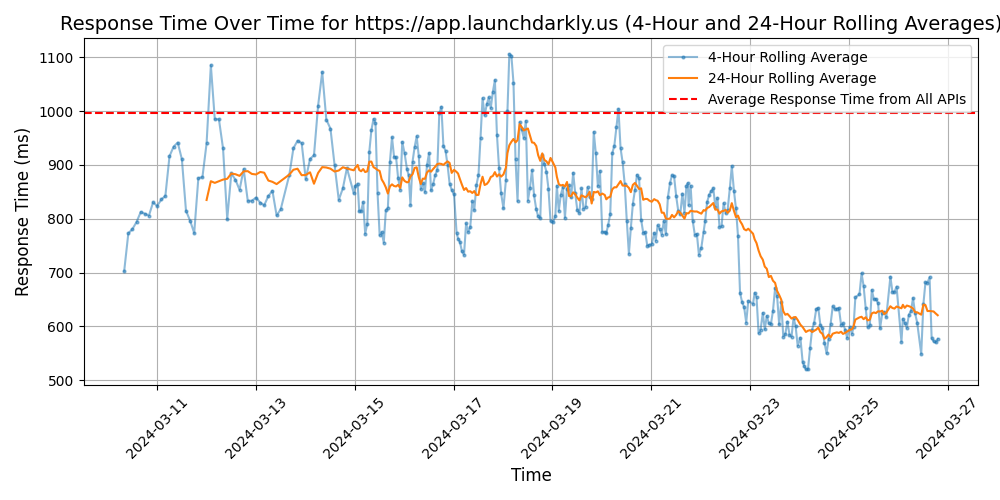 Response Time Over Time for https://app.launchdarkly.us (4-Hour and 24-Hour Rolling Averages)
4-Hour Rolling Average
24-Hour Rolling Average
Average Response Time from All APIs
Response Time (ms)
1100
1000
900
800
700
600
500
2024-03-11
2024-03-13
2024-03-15
2024-03-17
2024-03-19
2024-03-21
2024-03-23
2024-03-25
2024-03-27
Time